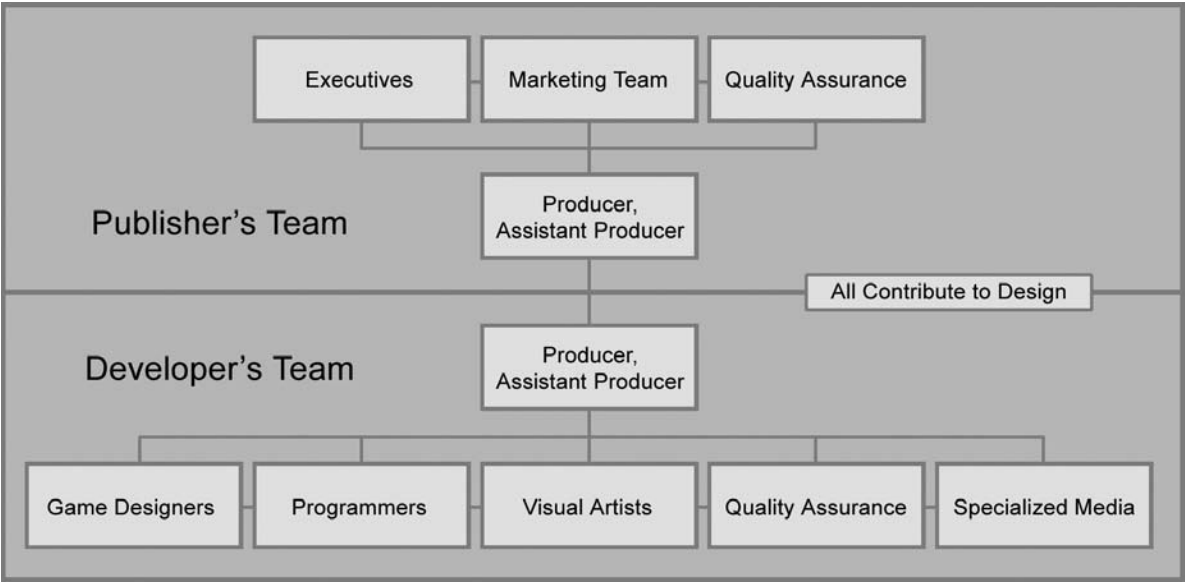 Executives
Marketing Team
Quality Assurance
Producer,
Assistant Producer
Publisher’s Team
All Contribute to Design
Producer,
Assistant Producer
Developer’s Team
Game Designers
Programmers
Visual Artists
Quality Assurance
Specialized Media